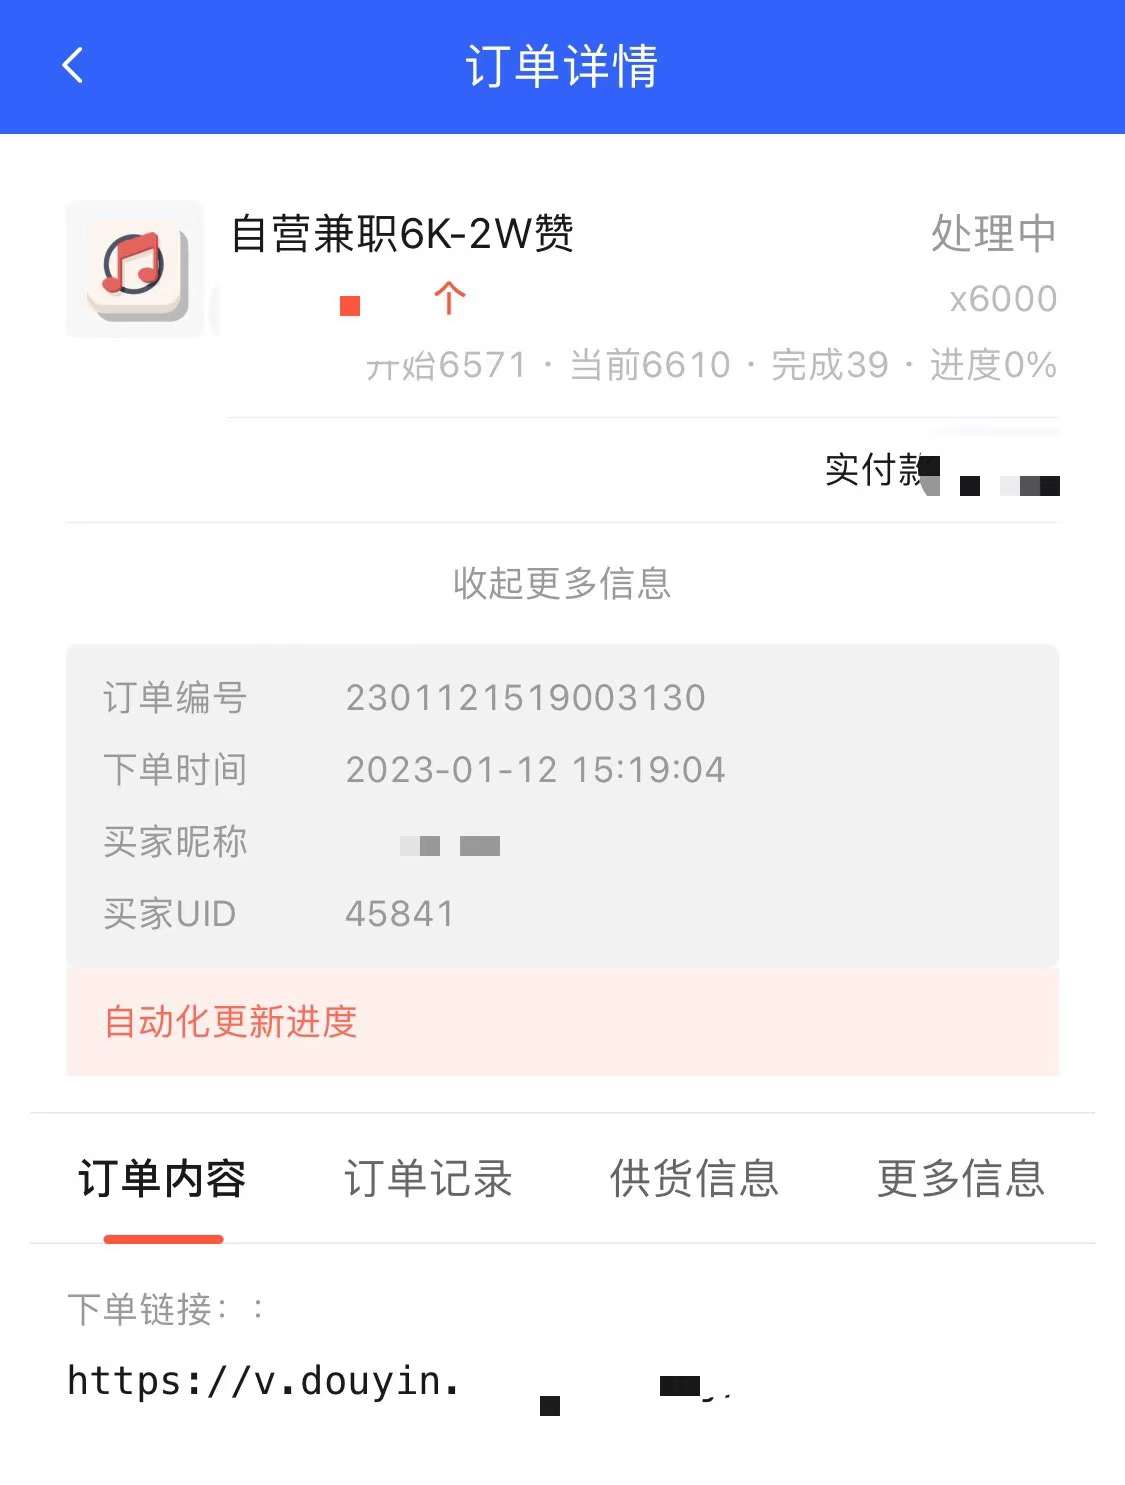 订单详情
自营兼职6K-2W赞
处理中
个
x6000
开始6571 · 当前6610 · 完成39 · 进度0%
实付款
收起更多信息
订单编号 2301121519003130
下单时间 2023-01-12 15:19:04
买家昵称
买家UID 45841
自动化更新进度
订单内容 订单记录 供货信息 更多信息
下单链接：:
https://v.douyin.